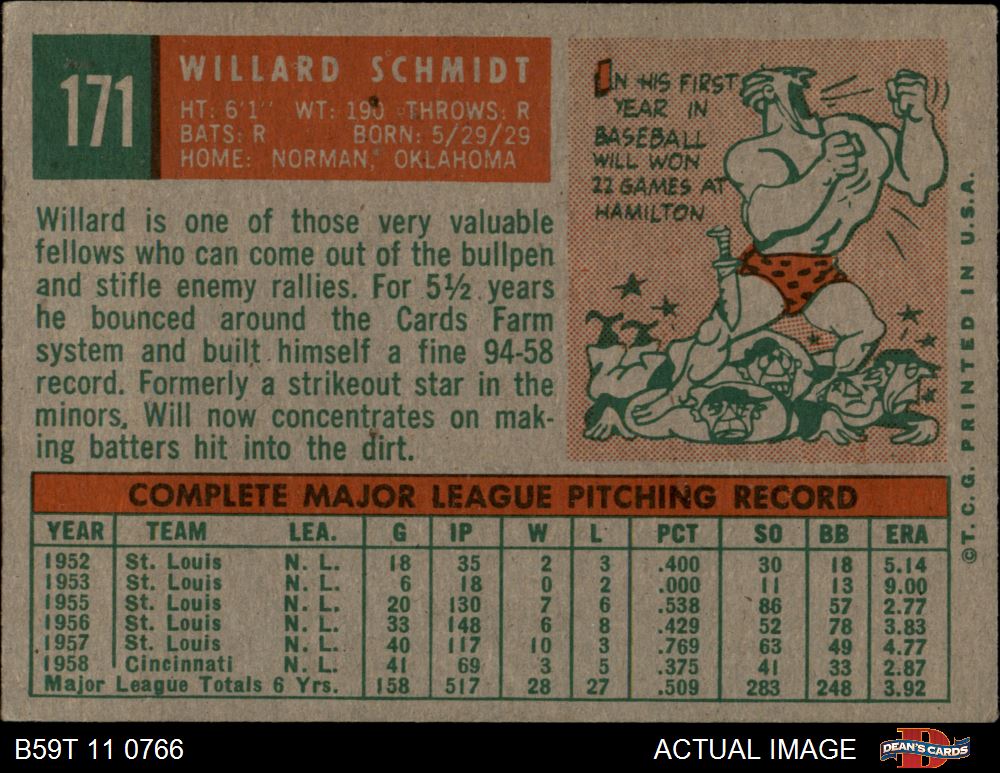 171
WILLARD SCHMIDT
HT: 6'1" WT: 190 THROWS: R
BATS: R BORN: 5/29/29
HOME: NORMAN, OKLAHOMA
Willard is one of those very valuable
fellows who can come out of the bullpen
and stifle enemy rallies. For 5½ years
he bounced around the Cards Farm
system and built himself a fine 94-58
record. Formerly a strikeout star in the
minors, Will now concentrates on mak-
ing batters hit into the dirt.
IN HIS FIRST
YEAR IN
BASEBALL
WILL WON
22 GAMES AT
HAMILTON
© T. C. G. PRINTED IN U.S.A.
COMPLETE MAJOR LEAGUE PITCHING RECORD
YEAR TEAM LEA. G IP W L PCT SO BB ERA
1952 St. Louis N. L. 18 35 2 3 .400 30 18 5.14
1953 St. Louis N. L. 6 18 0 2 .000 11 13 9.00
1955 St. Louis N. L. 20 130 7 6 .538 86 57 2.77
1956 St. Louis N. L. 33 148 6 8 .429 52 78 3.83
1957 St. Louis N. L. 40 117 10 3 .769 63 49 4.77
1958 Cincinnati N. L. 41 69 3 5 .375 41 33 2.87
Major League Totals 6 Yrs. 158 517 28 27 .509 283 248 3.92
B59T 11 0766 ACTUAL IMAGE DEAN'S CARDS